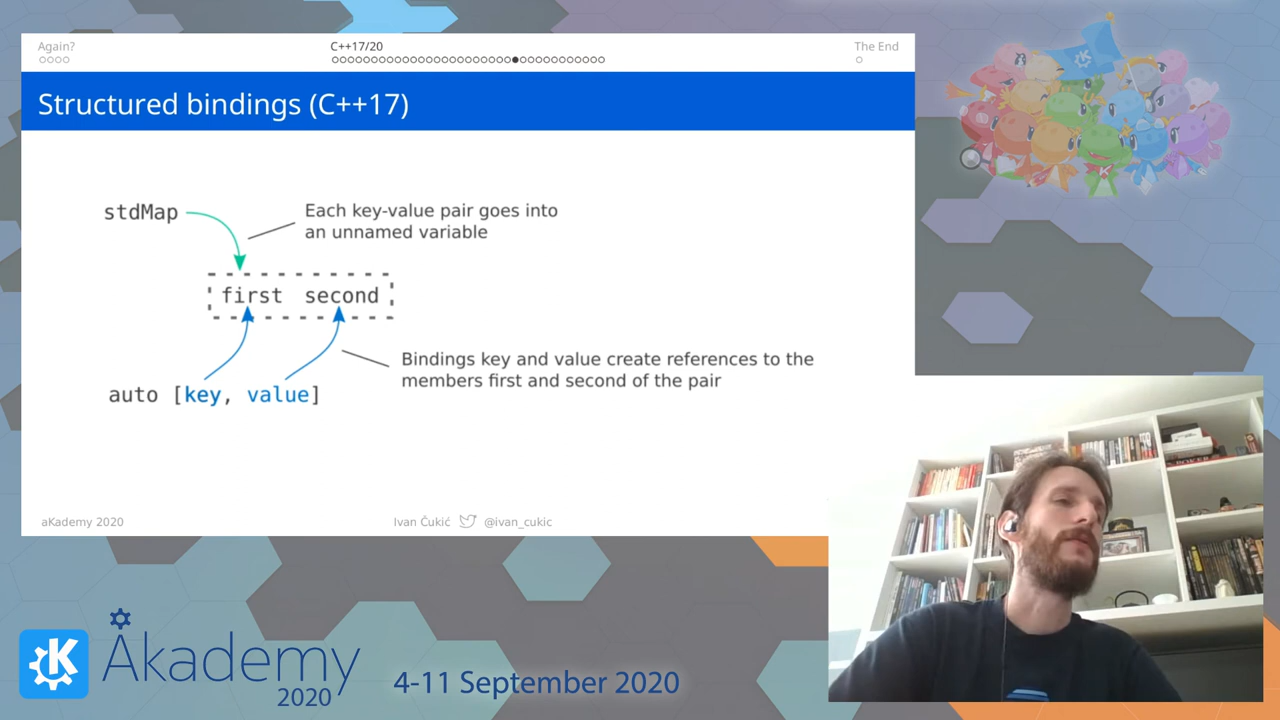 Again?
C++17/20
The End
Structured bindings (C++17)
stdMap
Each key-value pair goes into
an unnamed variable
first second
Bindings key and value create references to the
members first and second of the pair
auto [key, value]
aKademy 2020
Ivan Čukić
@ivan_cukic
Akademy
2020
4-11 September 2020